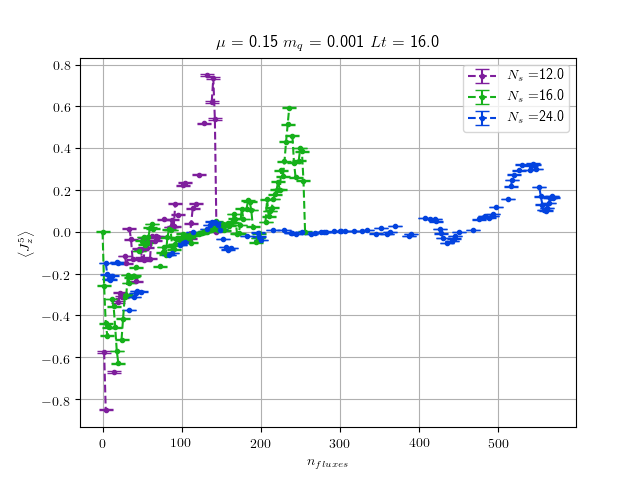 μ = 0.15 m_q = 0.001 Lt = 16.0
N_s =12.0
N_s =16.0
N_s =24.0
0.8
0.6
0.4
0.2
0.0
−0.2
−0.4
−0.6
−0.8
⟨J_z^5⟩
0 100 200 300 400 500
n_{fluxes}